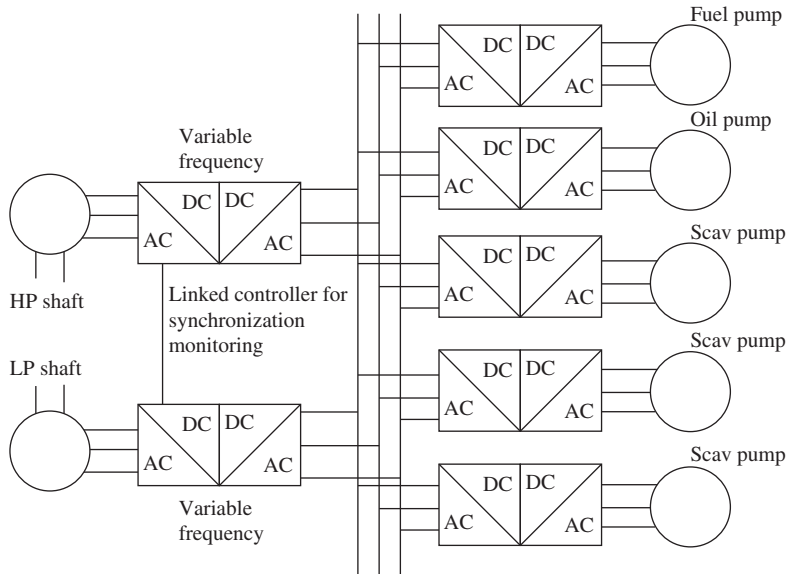 Fuel pump
DC DC
AC AC
Oil pump
DC DC
AC AC
Variable
frequency
DC DC
AC AC
HP shaft
Linked controller for
synchronization
monitoring
Scav pump
DC DC
AC AC
LP shaft
Scav pump
DC DC
AC AC
DC DC
AC AC
Variable
frequency
Scav pump
DC DC
AC AC